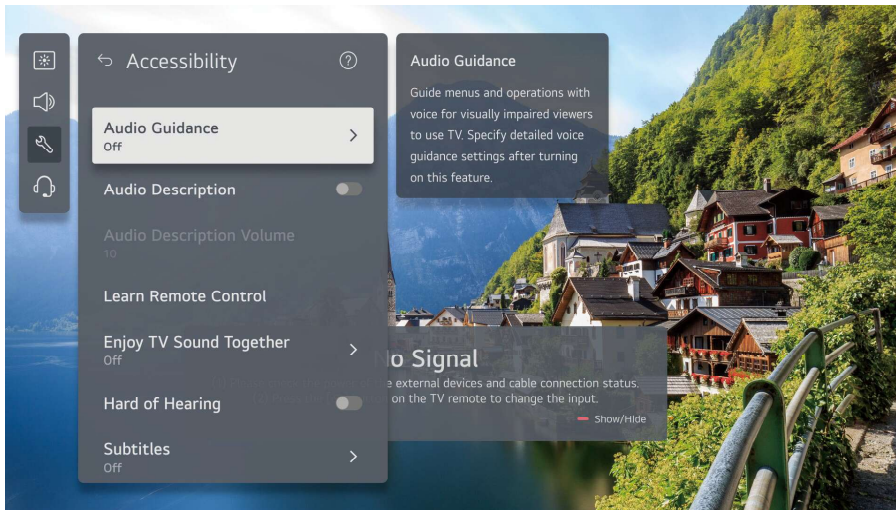 Accessibility
?
Audio Guidance
Off
Audio Description
Audio Description Volume
10
Learn Remote Control
Enjoy TV Sound Together
Off
Hard of Hearing
Subtitles
Off
Audio Guidance
Guide menus and operations with
voice for visually impaired viewers
to use TV. Specify detailed voice
guidance settings after turning
on this feature.
No Signal
external devices and cable connection status.
on the TV remote to change the input.
Show/Hide